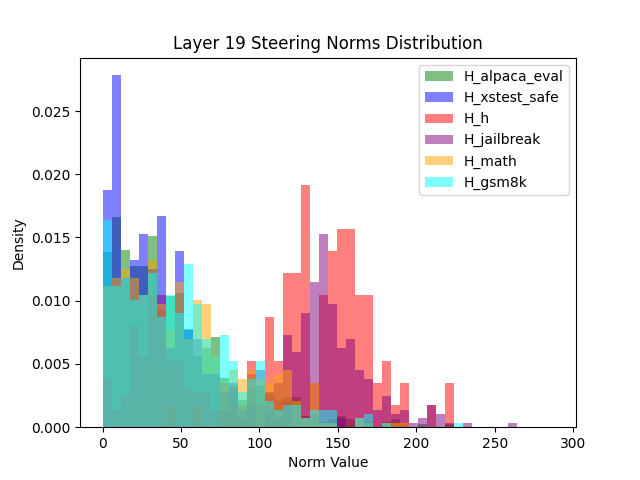 Layer 19 Steering Norms Distribution
H_alpaca_eval
H_xstest_safe
H_h
H_jailbreak
H_math
H_gsm8k
0.025
0.020
0.015
0.010
0.005
0.000
Density
0 50 100 150 200 250 300
Norm Value